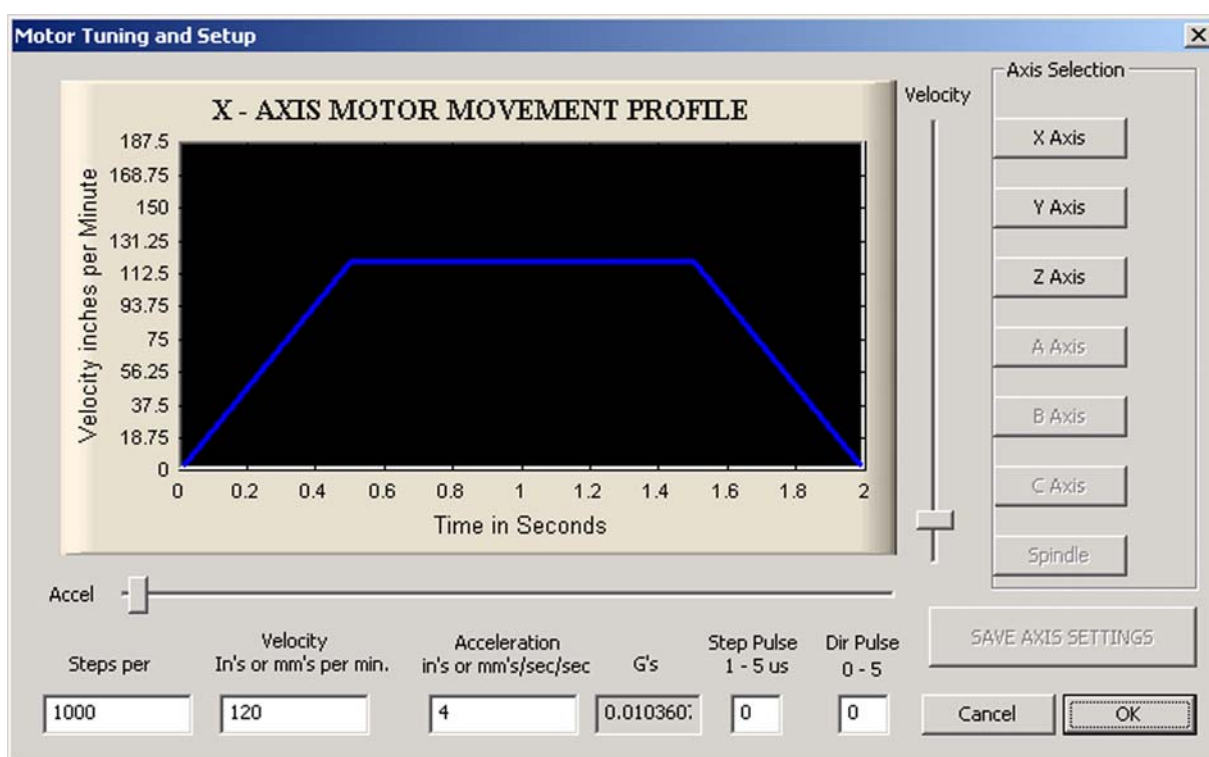 Motor Tuning and Setup
X - AXIS MOTOR MOVEMENT PROFILE
Velocity inches per Minute
187.5
168.75
150
131.25
112.5
93.75
75
56.25
37.5
18.75
0
0 0.2 0.4 0.6 0.8 1 1.2 1.4 1.6 1.8 2
Time in Seconds
Velocity
Axis Selection
X Axis
Y Axis
Z Axis
A Axis
B Axis
C Axis
Spindle
Accel
Steps per
Velocity
In's or mm's per min.
Acceleration
in's or mm's/sec/sec
G's
Step Pulse
1 - 5 us
Dir Pulse
0 - 5
1000
120
4
0.010360
0
0
SAVE AXIS SETTINGS
Cancel
OK